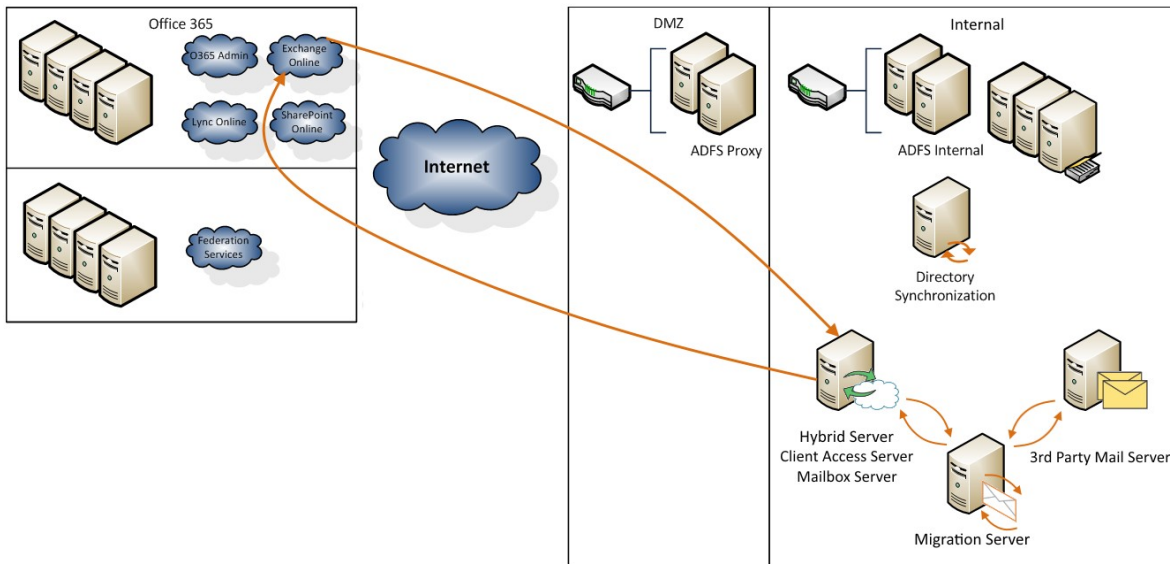 Office 365
O365 Admin
Exchange
Online
Lync Online
SharePoint
Online
Federation
Services
Internet
DMZ
ADFS Proxy
Internal
ADFS Internal
Directory
Synchronization
Hybrid Server
Client Access Server
Mailbox Server
3rd Party Mail Server
Migration Server